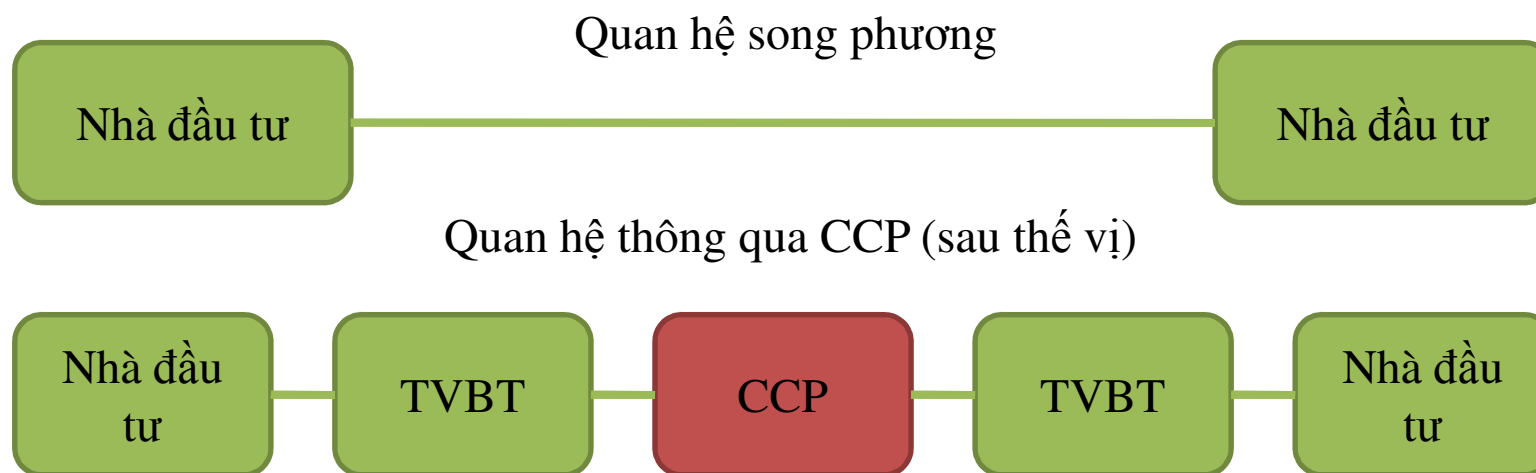 Quan hệ song phương
Nhà đầu tư
Nhà đầu tư
Quan hệ thông qua CCP (sau thế vị)
Nhà đầu
tư
TVBT
CCP
TVBT
Nhà đầu
tư